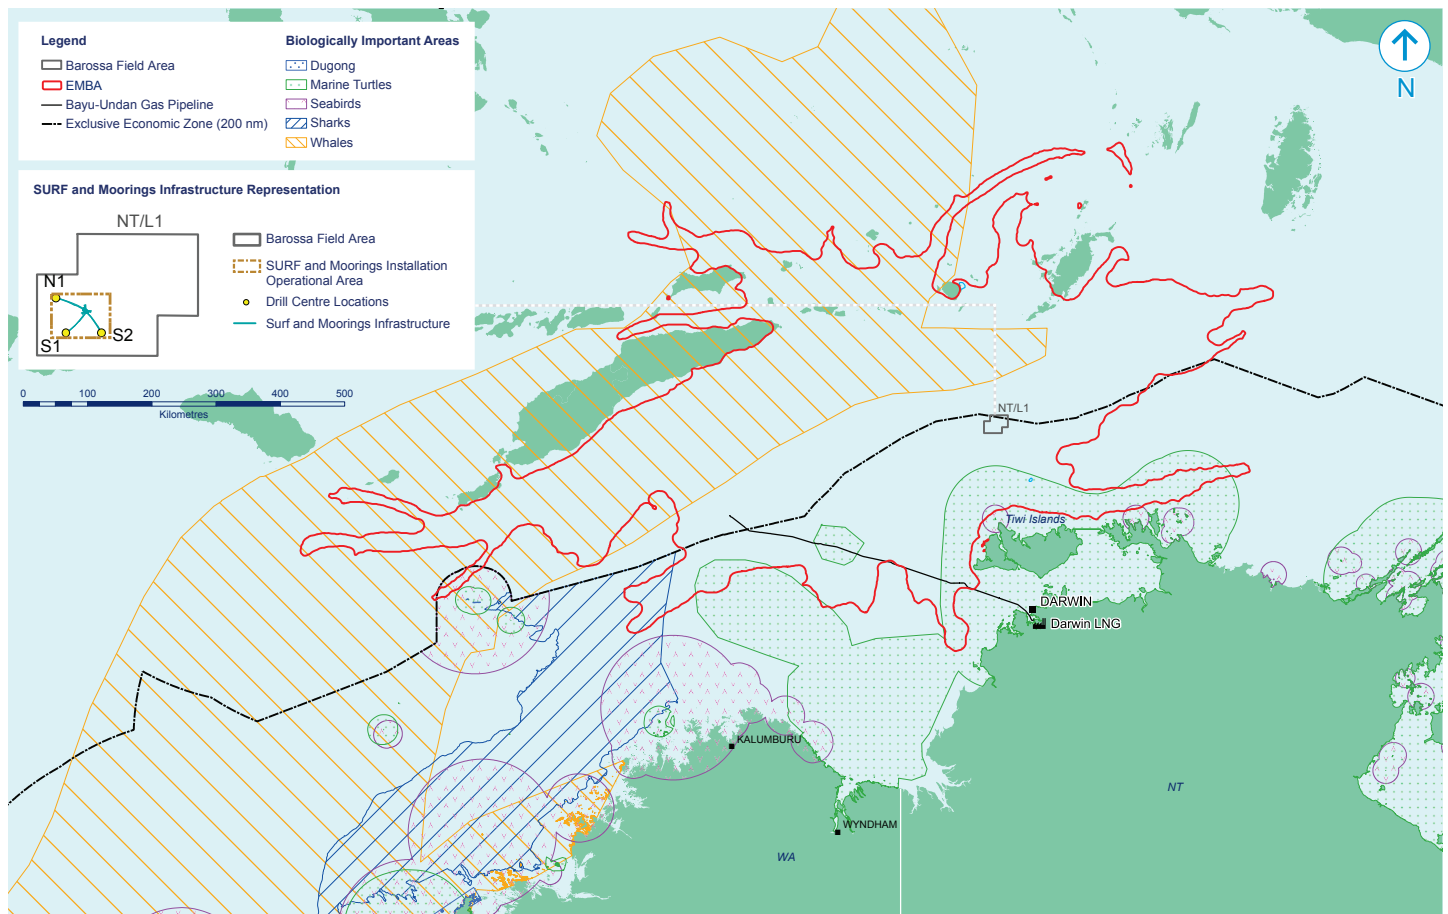 Legend
Barossa Field Area
EMBA
Bayu-Undan Gas Pipeline
Exclusive Economic Zone (200 nm)
Biologically Important Areas
Dugong
Marine Turtles
Seabirds
Sharks
Whales
N
SURF and Moorings Infrastructure Representation
NT/L1
N1
S1
S2
Barossa Field Area
SURF and Moorings Installation
Operational Area
Drill Centre Locations
Surf and Moorings Infrastructure
0 100 200 300 400 500
Kilometres
NT/L1
Tiwi Islands
DARWIN
Darwin LNG
KALUMBURU
NT
WYNDHAM
WA